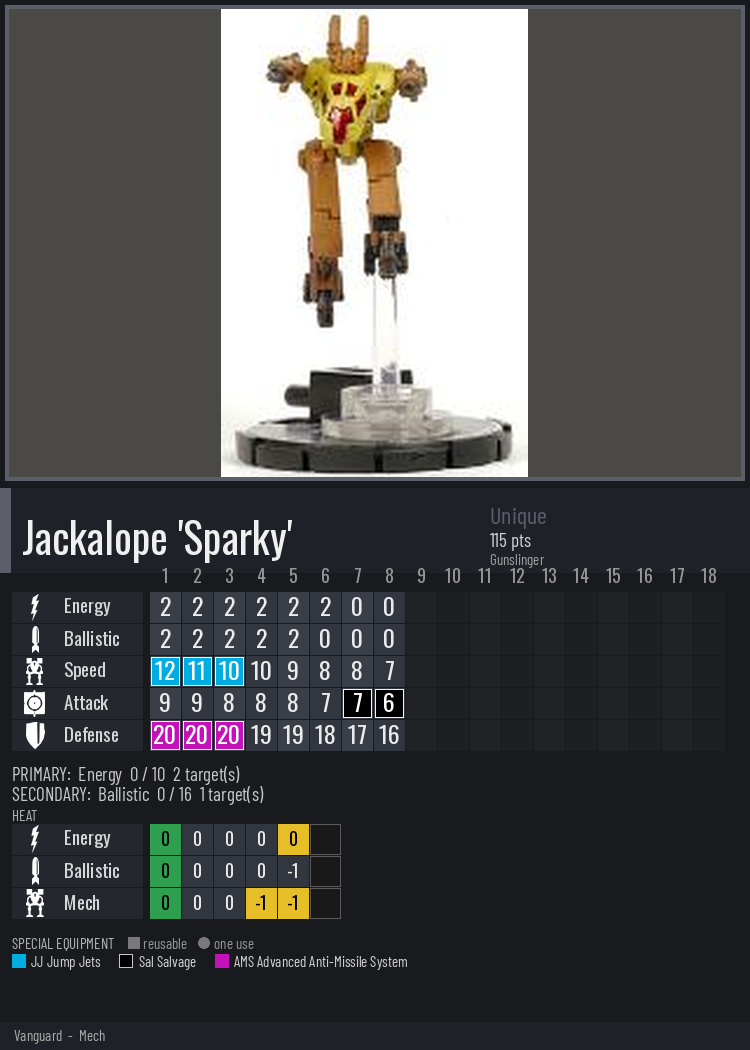 Jackalope 'Sparky'
Unique
115 pts
Gunslinger
1 2 3 4 5 6 7 8 9 10 11 12 13 14 15 16 17 18
Energy 2 2 2 2 2 2 0 0
Ballistic 2 2 2 2 2 0 0 0
Speed 12 11 10 10 9 8 8 7
Attack 9 9 8 8 8 7 7 6
Defense 20 20 20 19 19 18 17 16
PRIMARY: Energy 0 / 10 2 target(s)
SECONDARY: Ballistic 0 / 16 1 target(s)
HEAT
Energy 0 0 0 0 0
Ballistic 0 0 0 0 -1
Mech 0 0 0 -1 -1
SPECIAL EQUIPMENT reusable one use
JJ Jump Jets Sal Salvage AMS Advanced Anti-Missile System
Vanguard - Mech